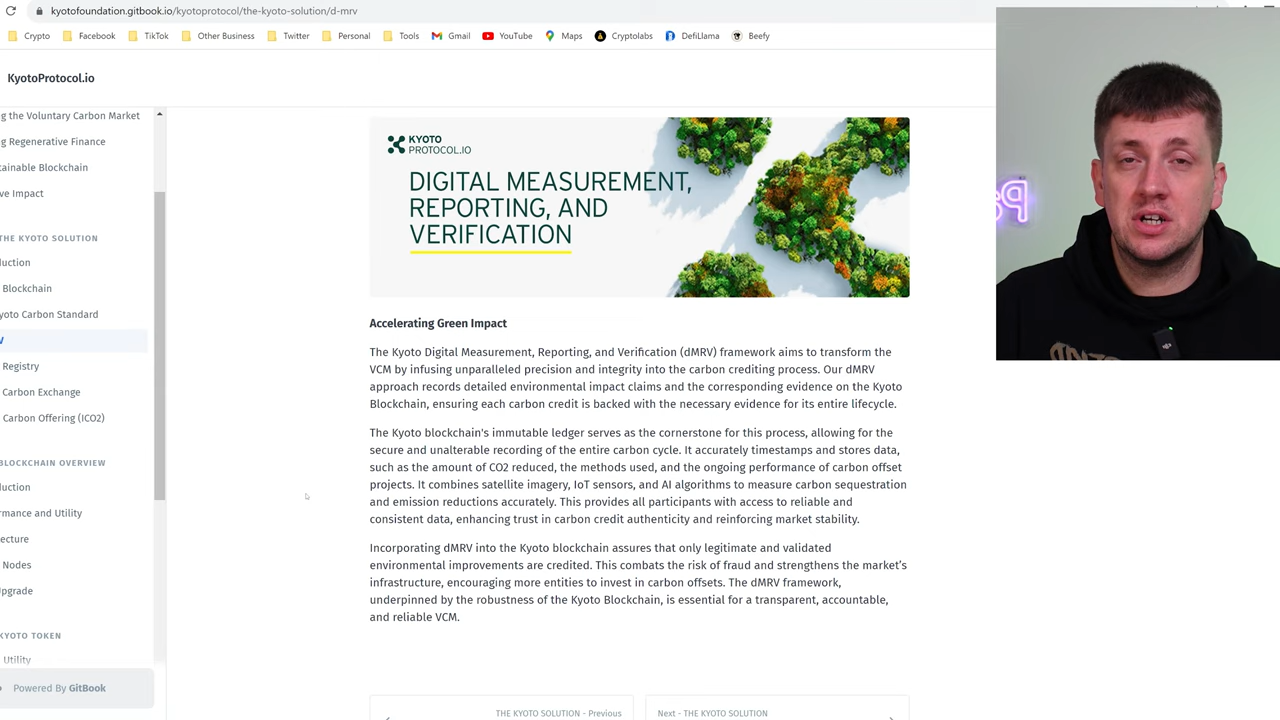 kyotofoundation.gitbook.io/kyotoprotocol/the-kyoto-solution/d-mrv
Crypto
Facebook
TikTok
Other Business
Twitter
Personal
Tools
Gmail
YouTube
Maps
Cryptolabs
DefiLlama
Beefy
KyotoProtocol.io
g the Voluntary Carbon Market
g Regenerative Finance
tainable Blockchain
ve Impact
THE KYOTO SOLUTION
duction
Blockchain
yoto Carbon Standard
V
Registry
Carbon Exchange
Carbon Offering (ICO2)
BLOCKCHAIN OVERVIEW
duction
rmance and Utility
ecture
Nodes
pgrade
KYOTO TOKEN
Utility
Powered By GitBook
KYOTO
PROTOCOL.IO
DIGITAL MEASUREMENT,
REPORTING, AND
VERIFICATION
Accelerating Green Impact
The Kyoto Digital Measurement, Reporting, and Verification (dMRV) framework aims to transform the
VCM by infusing unparalleled precision and integrity into the carbon crediting process. Our dMRV
approach records detailed environmental impact claims and the corresponding evidence on the Kyoto
Blockchain, ensuring each carbon credit is backed with the necessary evidence for its entire lifecycle.
The Kyoto blockchain's immutable ledger serves as the cornerstone for this process, allowing for the
secure and unalterable recording of the entire carbon cycle. It accurately timestamps and stores data,
such as the amount of CO2 reduced, the methods used, and the ongoing performance of carbon offset
projects. It combines satellite imagery, IoT sensors, and AI algorithms to measure carbon sequestration
and emission reductions accurately. This provides all participants with access to reliable and
consistent data, enhancing trust in carbon credit authenticity and reinforcing market stability.
Incorporating dMRV into the Kyoto blockchain assures that only legitimate and validated
environmental improvements are credited. This combats the risk of fraud and strengthens the market's
infrastructure, encouraging more entities to invest in carbon offsets. The dMRV framework,
underpinned by the robustness of the Kyoto Blockchain, is essential for a transparent, accountable,
and reliable VCM.
THE KYOTO SOLUTION - Previous
Next - THE KYOTO SOLUTION